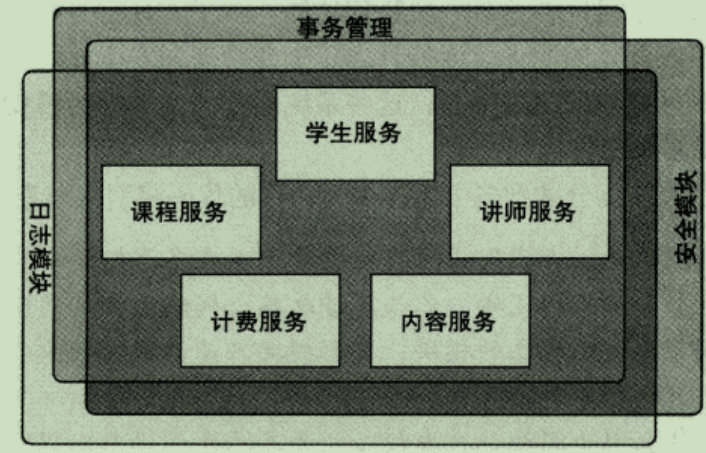 事务管理
学生服务
课程服务
讲师服务
日志模块
安全模块
计费服务
内容服务